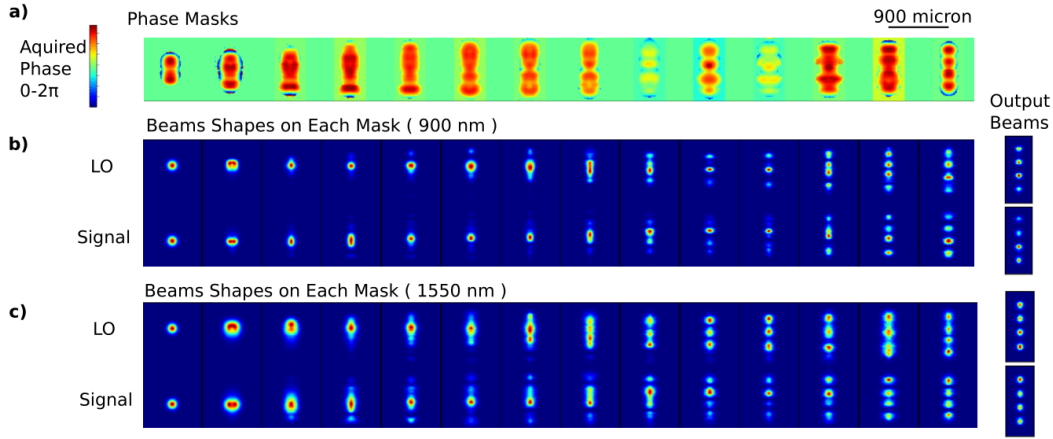 a)
Phase Masks
900 micron
Aquired
Phase
0-2π
Output
Beams
Beams Shapes on Each Mask ( 900 nm )
b)
LO
Signal
Beams Shapes on Each Mask ( 1550 nm )
c)
LO
Signal